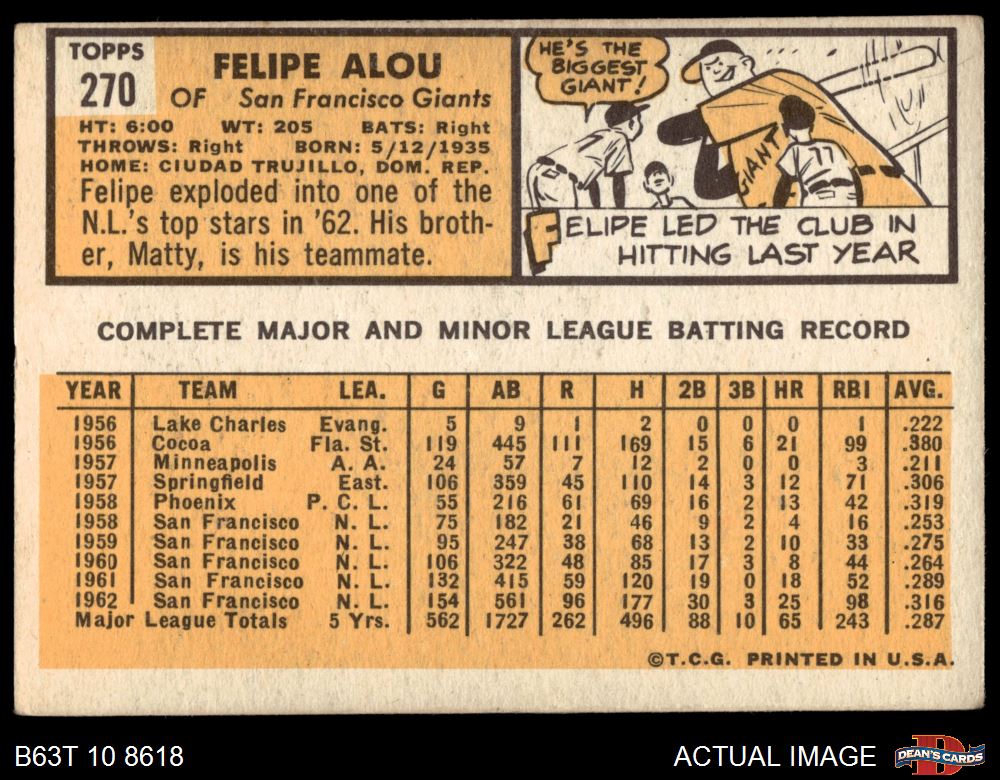 TOPPS
270
FELIPE ALOU
OF San Francisco Giants
HT: 6:00 WT: 205 BATS: Right
THROWS: Right BORN: 5/12/1935
HOME: CIUDAD TRUJILLO, DOM. REP.
Felipe exploded into one of the
N.L.'s top stars in '62. His broth-
er, Matty, is his teammate.
HE'S THE
BIGGEST
GIANT!
GIANT
FELIPE LED THE CLUB IN
HITTING LAST YEAR
COMPLETE MAJOR AND MINOR LEAGUE BATTING RECORD
YEAR TEAM LEA. G AB R H 2B 3B HR RBI AVG.
1956 Lake Charles Evang. 5 9 1 2 0 0 0 1 .222
1956 Cocoa Fla. St. 119 445 111 169 15 6 21 99 .380
1957 Minneapolis A. A. 24 57 7 12 2 0 0 3 .211
1957 Springfield East. 106 359 45 110 14 3 12 71 .306
1958 Phoenix P. C. L. 55 216 61 69 16 2 13 42 .319
1958 San Francisco N. L. 75 182 21 46 9 2 4 16 .253
1959 San Francisco N. L. 95 247 38 68 13 2 10 33 .275
1960 San Francisco N. L. 106 322 48 85 17 3 8 44 .264
1961 San Francisco N. L. 132 415 59 120 19 0 18 52 .289
1962 San Francisco N. L. 154 561 96 177 30 3 25 98 .316
Major League Totals 5 Yrs. 562 1727 262 496 88 10 65 243 .287
©T.C.G. PRINTED IN U.S.A.
B63T 10 8618
ACTUAL IMAGE
DEAN'S CARDS